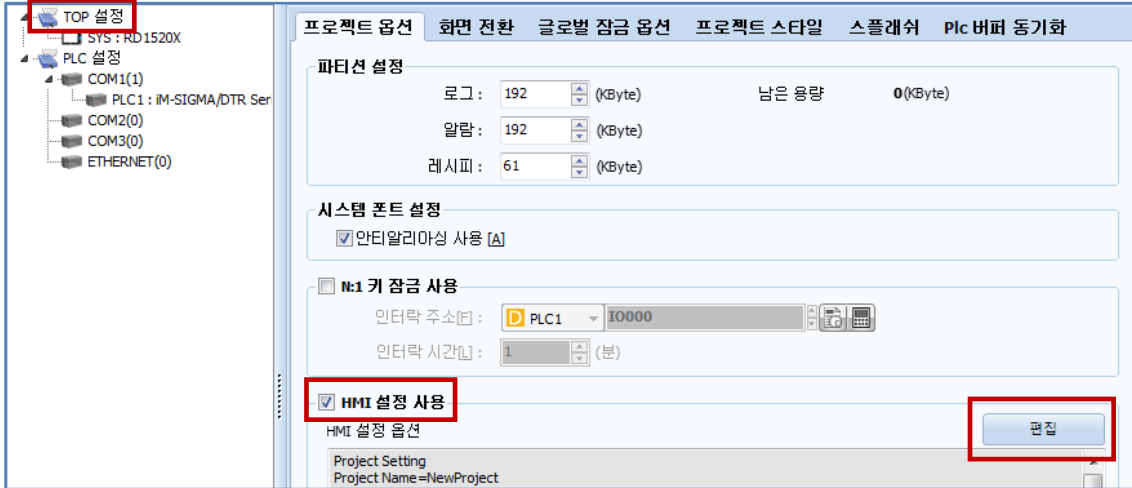 TOP 설정
SYS : RD1520X
PLC 설정
COM1(1)
PLC1 : iM-SIGMA/DTR Ser
COM2(0)
COM3(0)
ETHERNET(0)
프로젝트 옵션 화면 전환 글로벌 잠금 옵션 프로젝트 스타일 스플래쉬 Plc 버퍼 동기화
파티션 설정
로그 : 192 (KByte) 남은 용량 0(KByte)
알람 : 192 (KByte)
레시피 : 61 (KByte)
시스템 폰트 설정
안티알리아싱 사용 [A]
N:1 키 잠금 사용
인터락 주소[F] : D PLC1 IO000
인터락 시간[L] : 1 (분)
HMI 설정 사용
편집
HMI 설정 옵션
Project Setting
Project Name=NewProject